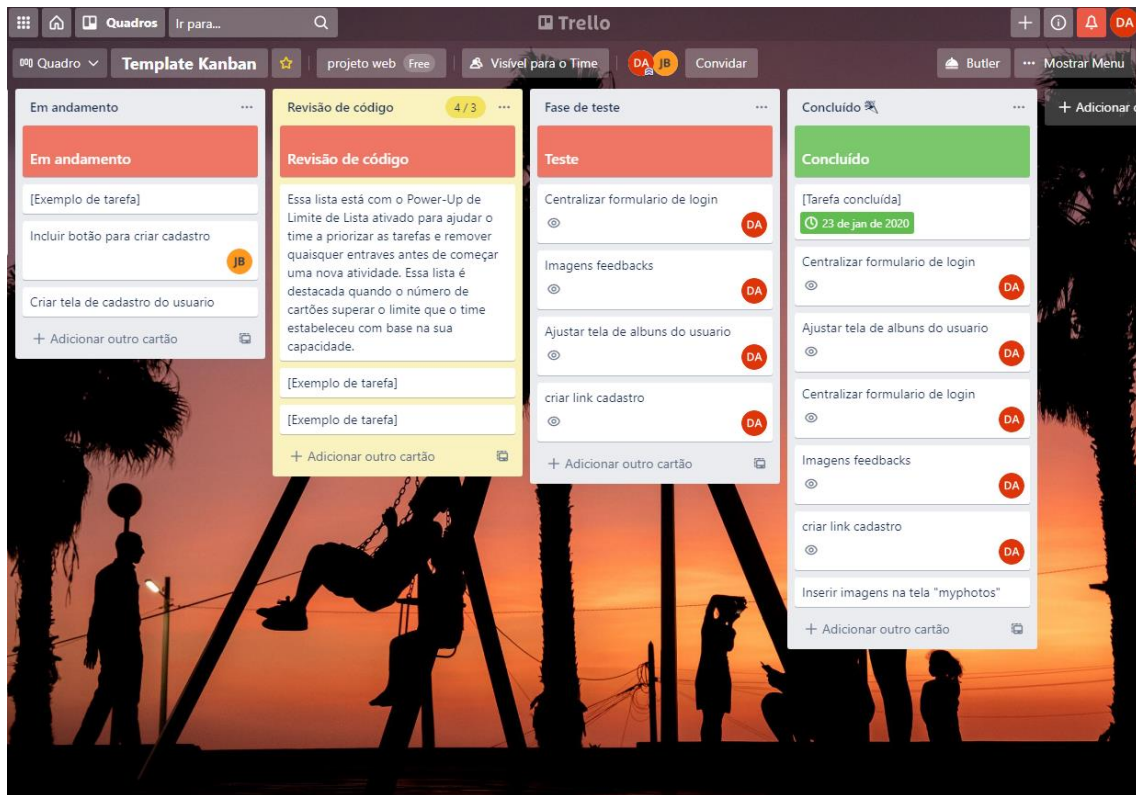 Quadros
Ir para...
Trello
DA
Quadro
Template Kanban
projeto web Free
Visível para o Time
DA JB
Convidar
Butler
Mostrar Menu
Em andamento
Em andamento
[Exemplo de tarefa]
Incluir botão para criar cadastro
JB
Criar tela de cadastro do usuario
+ Adicionar outro cartão
Revisão de código
4/3
Revisão de código
Essa lista está com o Power-Up de
Limite de Lista ativado para ajudar o
time a priorizar as tarefas e remover
quaisquer entraves antes de começar
uma nova atividade. Essa lista é
destacada quando o número de
cartões superar o limite que o time
estabeleceu com base na sua
capacidade.
[Exemplo de tarefa]
[Exemplo de tarefa]
+ Adicionar outro cartão
Fase de teste
Teste
Centralizar formulario de login
DA
Imagens feedbacks
DA
Ajustar tela de albuns do usuario
DA
criar link cadastro
DA
+ Adicionar outro cartão
Concluído
Concluído
[Tarefa concluída]
23 de jan de 2020
Centralizar formulario de login
DA
Ajustar tela de albuns do usuario
DA
Centralizar formulario de login
DA
Imagens feedbacks
DA
criar link cadastro
DA
Inserir imagens na tela "myphotos"
+ Adicionar outro cartão
+ Adicionar